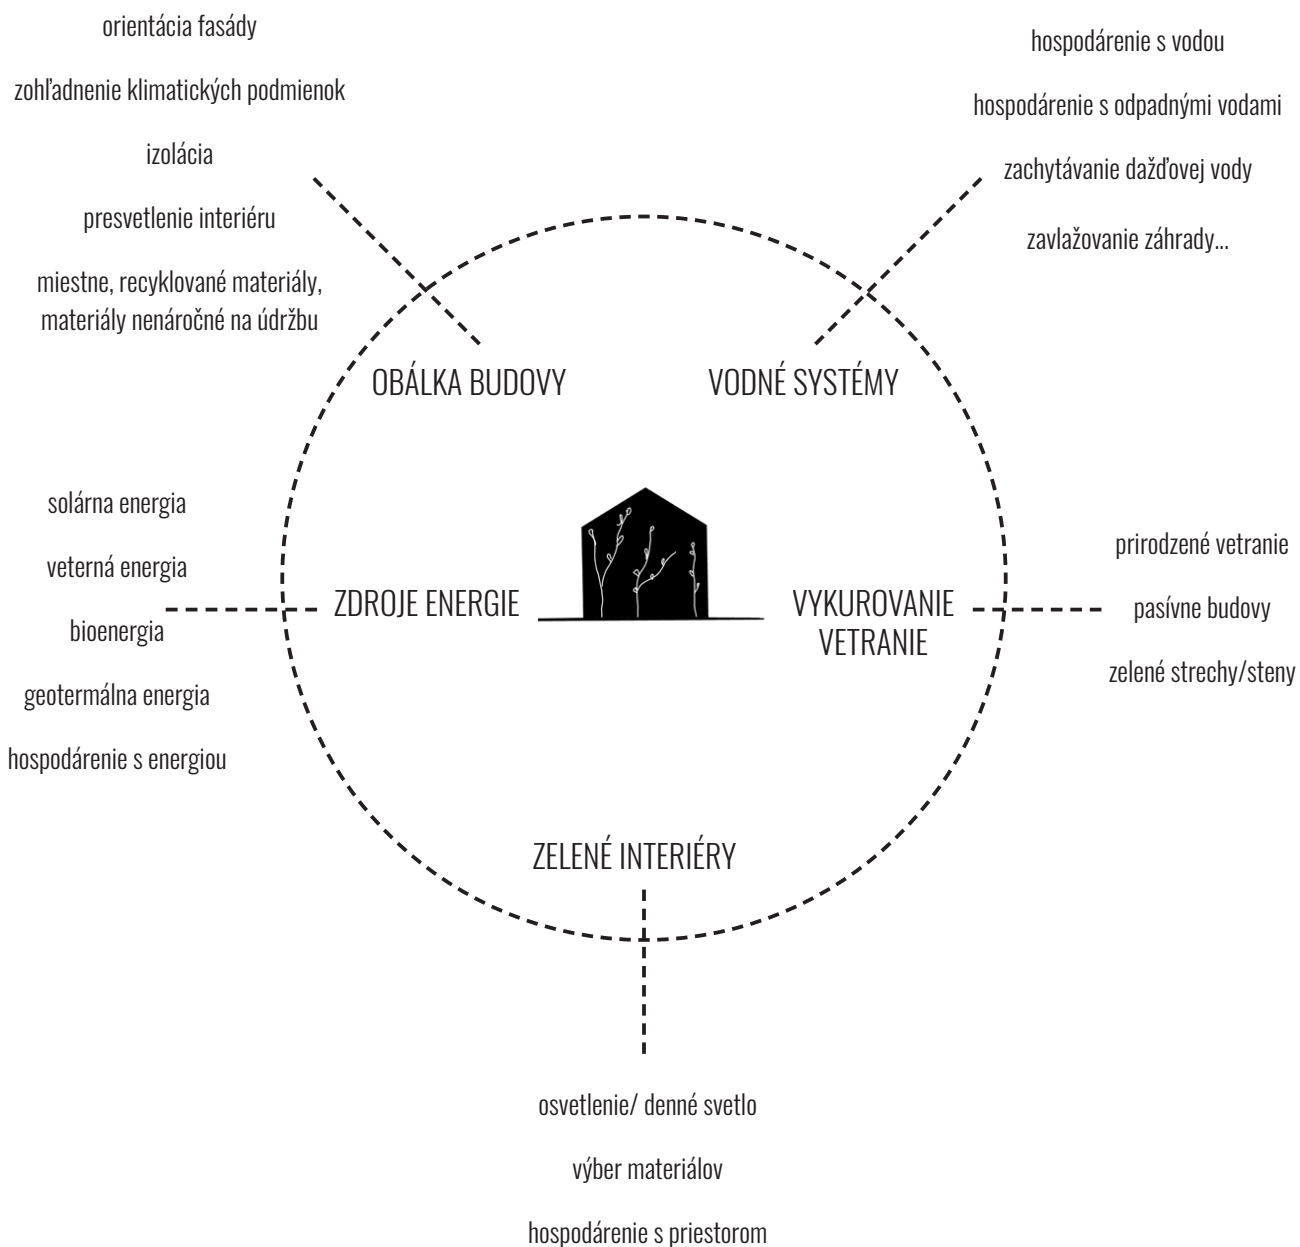 orientácia fasády
zohľadnenie klimatických podmienok
izolácia
presvetlenie interiéru
miestne, recyklované materiály,
materiály nenáročné na údržbu
OBÁLKA BUDOVY
hospodárenie s vodou
hospodárenie s odpadnými vodami
zachytávanie dažďovej vody
zavlažovanie záhrady...
VODNÉ SYSTÉMY
solárna energia
veterná energia
bioenergia
geotermálna energia
hospodárenie s energiou
ZDROJE ENERGIE
VYKUROVANIE
VETRANIE
prirodzené vetranie
pasívne budovy
zelené strechy/steny
ZELENÉ INTERIÉRY
osvetlenie/ denné svetlo
výber materiálov
hospodárenie s priestorom